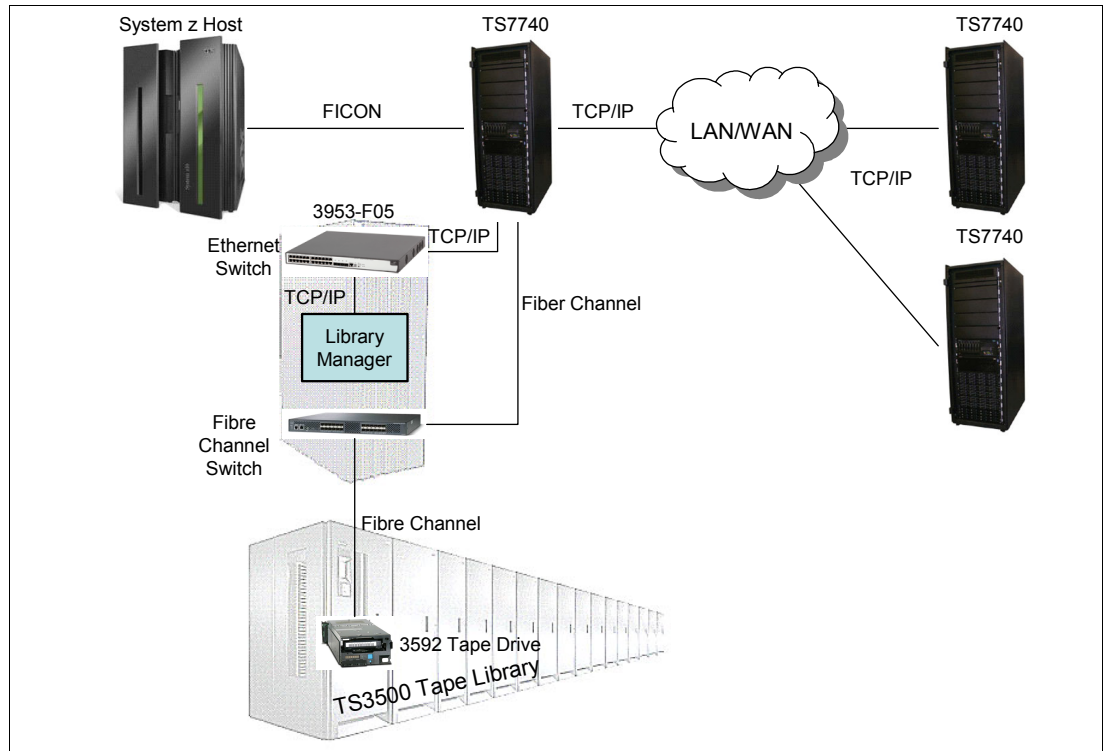 System z Host
TS7740
TS7740
FICON
TCP/IP
LAN/WAN
TCP/IP
3953-F05
TCP/IP
Ethernet
Switch
TS7740
TCP/IP
Fiber Channel
Library
Manager
Fibre
Channel
Switch
Fibre Channel
3592 Tape Drive
TS3500 Tape Library